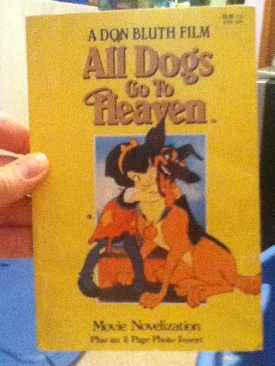 A DON BLUTH FILM
All Dogs
Go To
Heaven
Movie Novelization
Plus an 8 Page Photo Insert